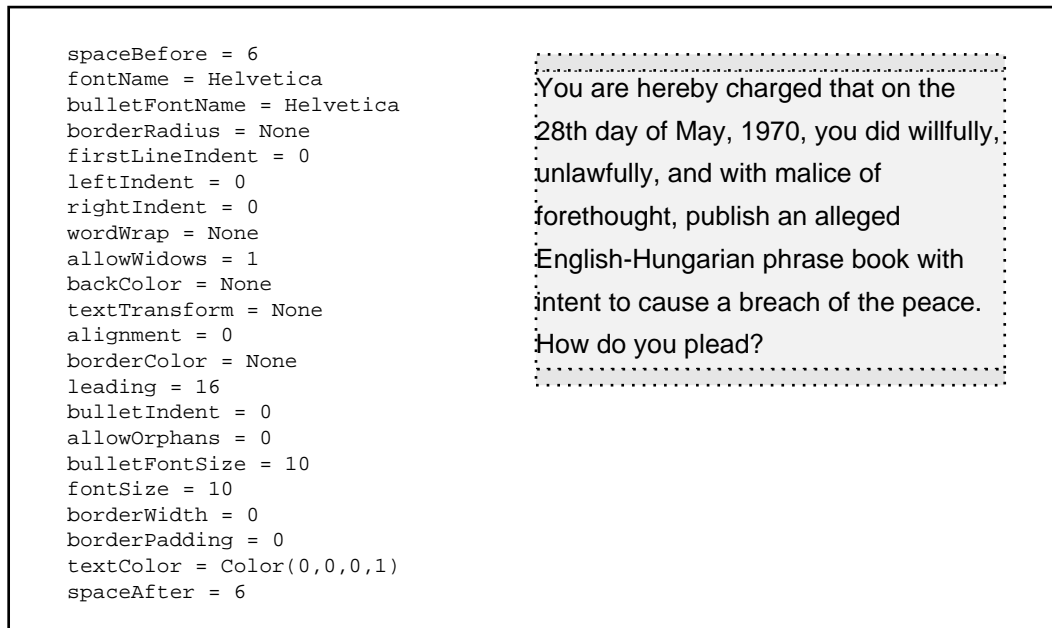 spaceBefore = 6
fontName = Helvetica
bulletFontName = Helvetica
borderRadius = None
firstLineIndent = 0
leftIndent = 0
rightIndent = 0
wordWrap = None
allowWidows = 1
backColor = None
textTransform = None
alignment = 0
borderColor = None
leading = 16
bulletIndent = 0
allowOrphans = 0
bulletFontSize = 10
fontSize = 10
borderWidth = 0
borderPadding = 0
textColor = Color(0,0,0,1)
spaceAfter = 6
You are hereby charged that on the
28th day of May, 1970, you did willfully,
unlawfully, and with malice of
forethought, publish an alleged
English-Hungarian phrase book with
intent to cause a breach of the peace.
How do you plead?